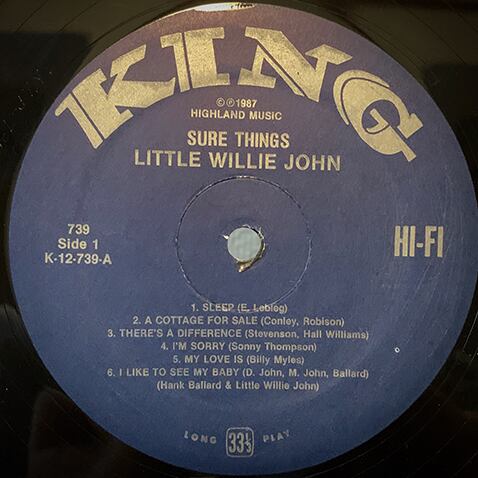 KING
©℗1987
HIGHLAND MUSIC
SURE THINGS
LITTLE WILLIE JOHN
739
Side 1
K-12-739-A
HI-FI
1. SLEEP (E. Lebieg)
2. A COTTAGE FOR SALE (Conley, Robison)
3. THERE'S A DIFFERENCE (Stevenson, Hall Williams)
4. I'M SORRY (Sonny Thompson)
5. MY LOVE IS (Billy Myles)
6. I LIKE TO SEE MY BABY (D. John, M. John, Ballard)
(Hank Ballard & Little Willie John)
LONG 33⅓ PLAY